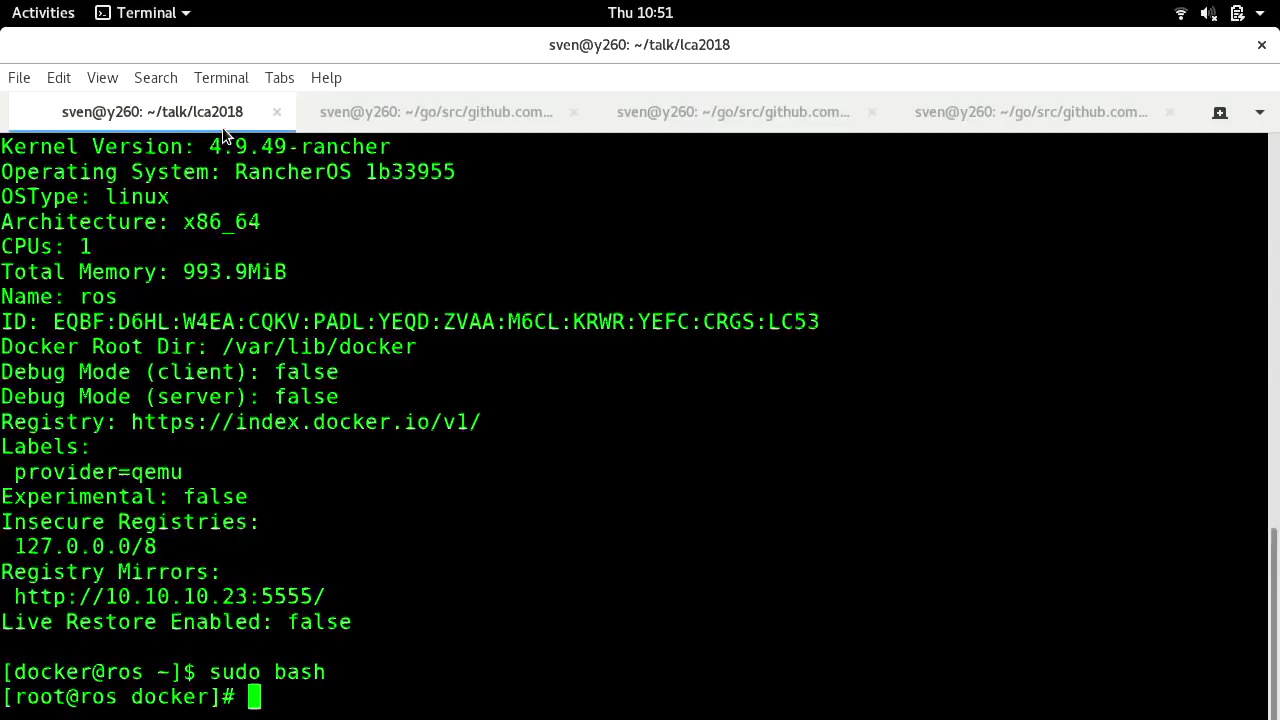 Activities Terminal Thu 10:51
sven@y260: ~/talk/lca2018
File Edit View Search Terminal Tabs Help
sven@y260: ~/talk/lca2018 sven@y260: ~/go/src/github.com... sven@y260: ~/go/src/github.com... sven@y260: ~/go/src/github.com...
Kernel Version: 4.9.49-rancher
Operating System: RancherOS 1b33955
OSType: linux
Architecture: x86_64
CPUs: 1
Total Memory: 993.9MiB
Name: ros
ID: EQBF:D6HL:W4EA:CQKV:PADL:YEQD:ZVAA:M6CL:KRWR:YEFC:CRGS:LC53
Docker Root Dir: /var/lib/docker
Debug Mode (client): false
Debug Mode (server): false
Registry: https://index.docker.io/v1/
Labels:
 provider=qemu
Experimental: false
Insecure Registries:
 127.0.0.0/8
Registry Mirrors:
 http://10.10.10.23:5555/
Live Restore Enabled: false
[docker@ros ~]$ sudo bash
[root@ros docker]#